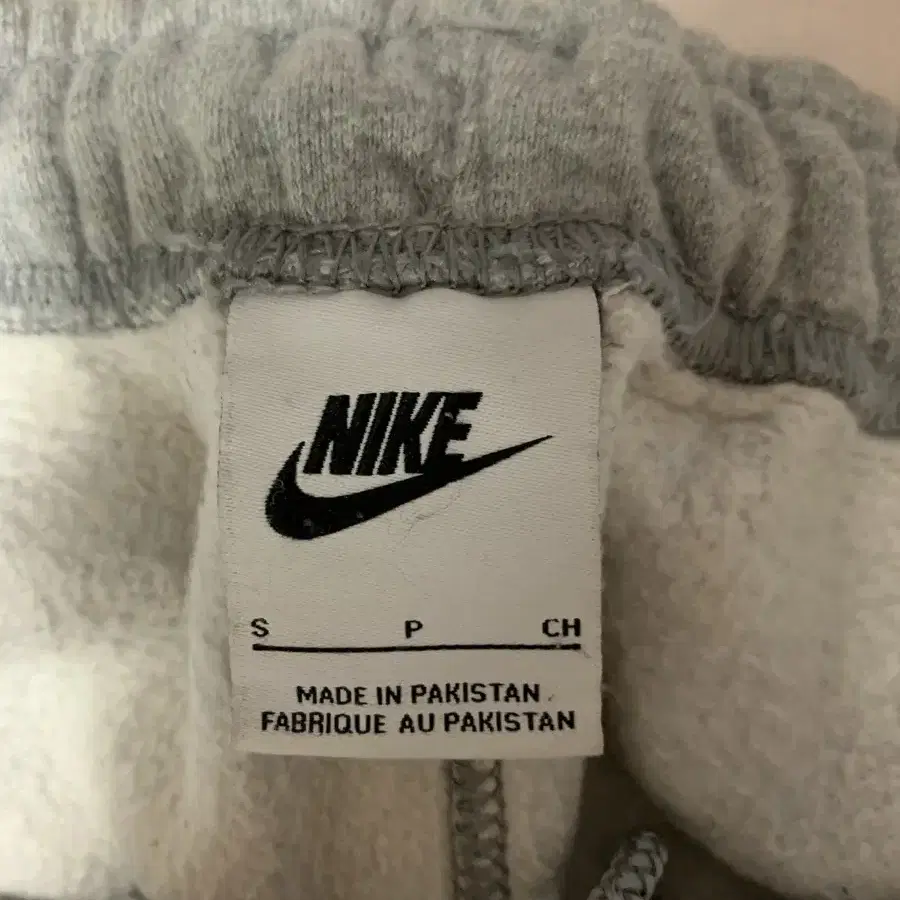 NIKE
S P CH
MADE IN PAKISTAN
FABRIQUE AU PAKISTAN